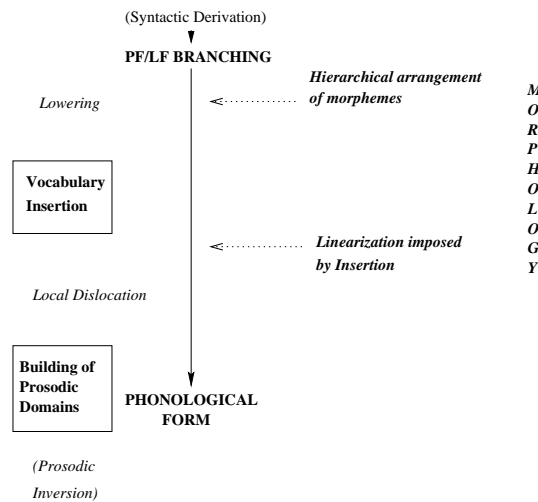 (Syntactic Derivation)
PF/LF BRANCHING
Hierarchical arrangement
of morphemes
Lowering
Vocabulary
Insertion
Linearization imposed
by Insertion
Local Dislocation
Building of
Prosodic
Domains
PHONOLOGICAL
FORM
(Prosodic
Inversion)
M
O
R
P
H
O
L
O
G
Y